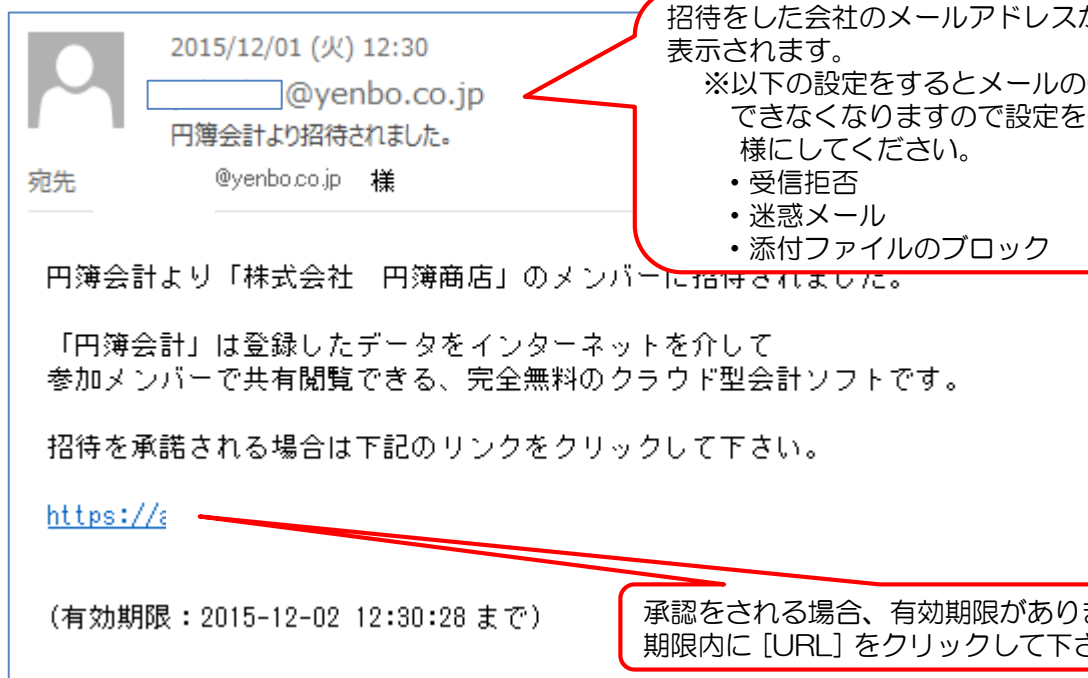 2015/12/01 (火) 12:30
@yenbo.co.jp
円簿会計より招待されました。
宛先 @yenbo.co.jp 様
招待をした会社のメールアドレスが
表示されます。
※以下の設定をするとメールの
できなくなりますので設定を
様にしてください。
・受信拒否
・迷惑メール
・添付ファイルのブロック
円簿会計より「株式会社 円簿商店」のメンバーに招待されました。
「円簿会計」は登録したデータをインターネットを介して
参加メンバーで共有閲覧できる、完全無料のクラウド型会計ソフトです。
招待を承諾される場合は下記のリンクをクリックして下さい。
https://a
(有効期限：2015-12-02 12:30:28 まで)
承認をされる場合、有効期限がありま
期限内に [URL] をクリックして下さ